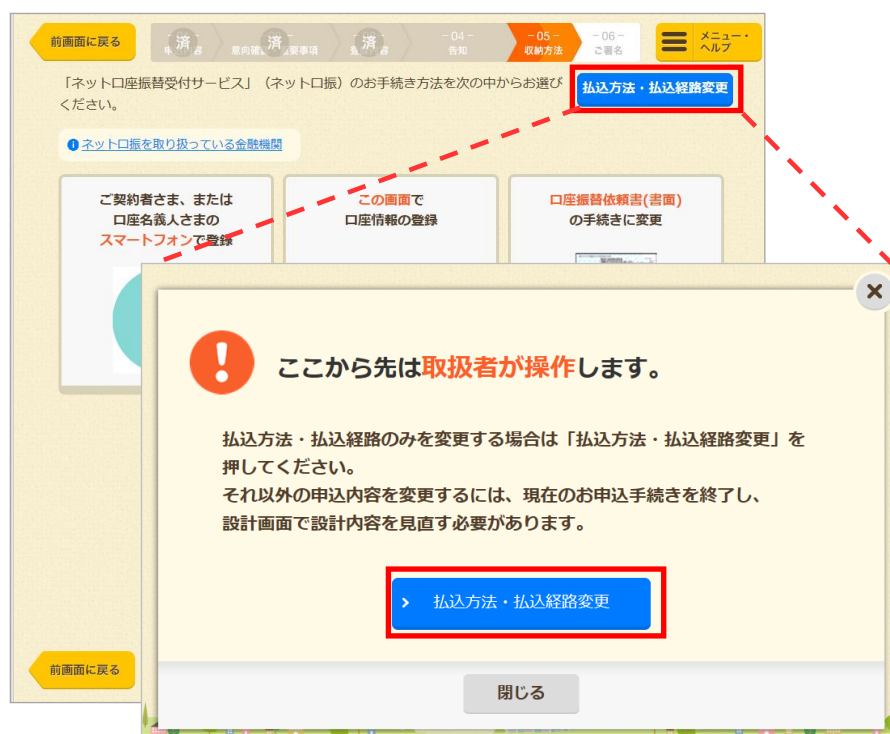 前画面に戻る
済
済 要事項
済
- 04 -
告知
- 05 -
収納方法
- 06 -
ご署名
メニュー・
ヘルプ
「ネット口座振替受付サービス」（ネット口振）のお手続き方法を次の中からお選び
ください。
払込方法・払込経路変更
ネット口振を取り扱っている金融機関
ご契約者さま、または
口座名義人さまの
スマートフォンで登録
この画面で
口座情報の登録
口座振替依頼書(書面)
の手続きに変更
ここから先は取扱者が操作します。
払込方法・払込経路のみを変更する場合は「払込方法・払込経路変更」を
押してください。
それ以外の申込内容を変更するには、現在のお申込手続きを終了し、
設計画面で設計内容を見直す必要があります。
払込方法・払込経路変更
閉じる
前画面に戻る